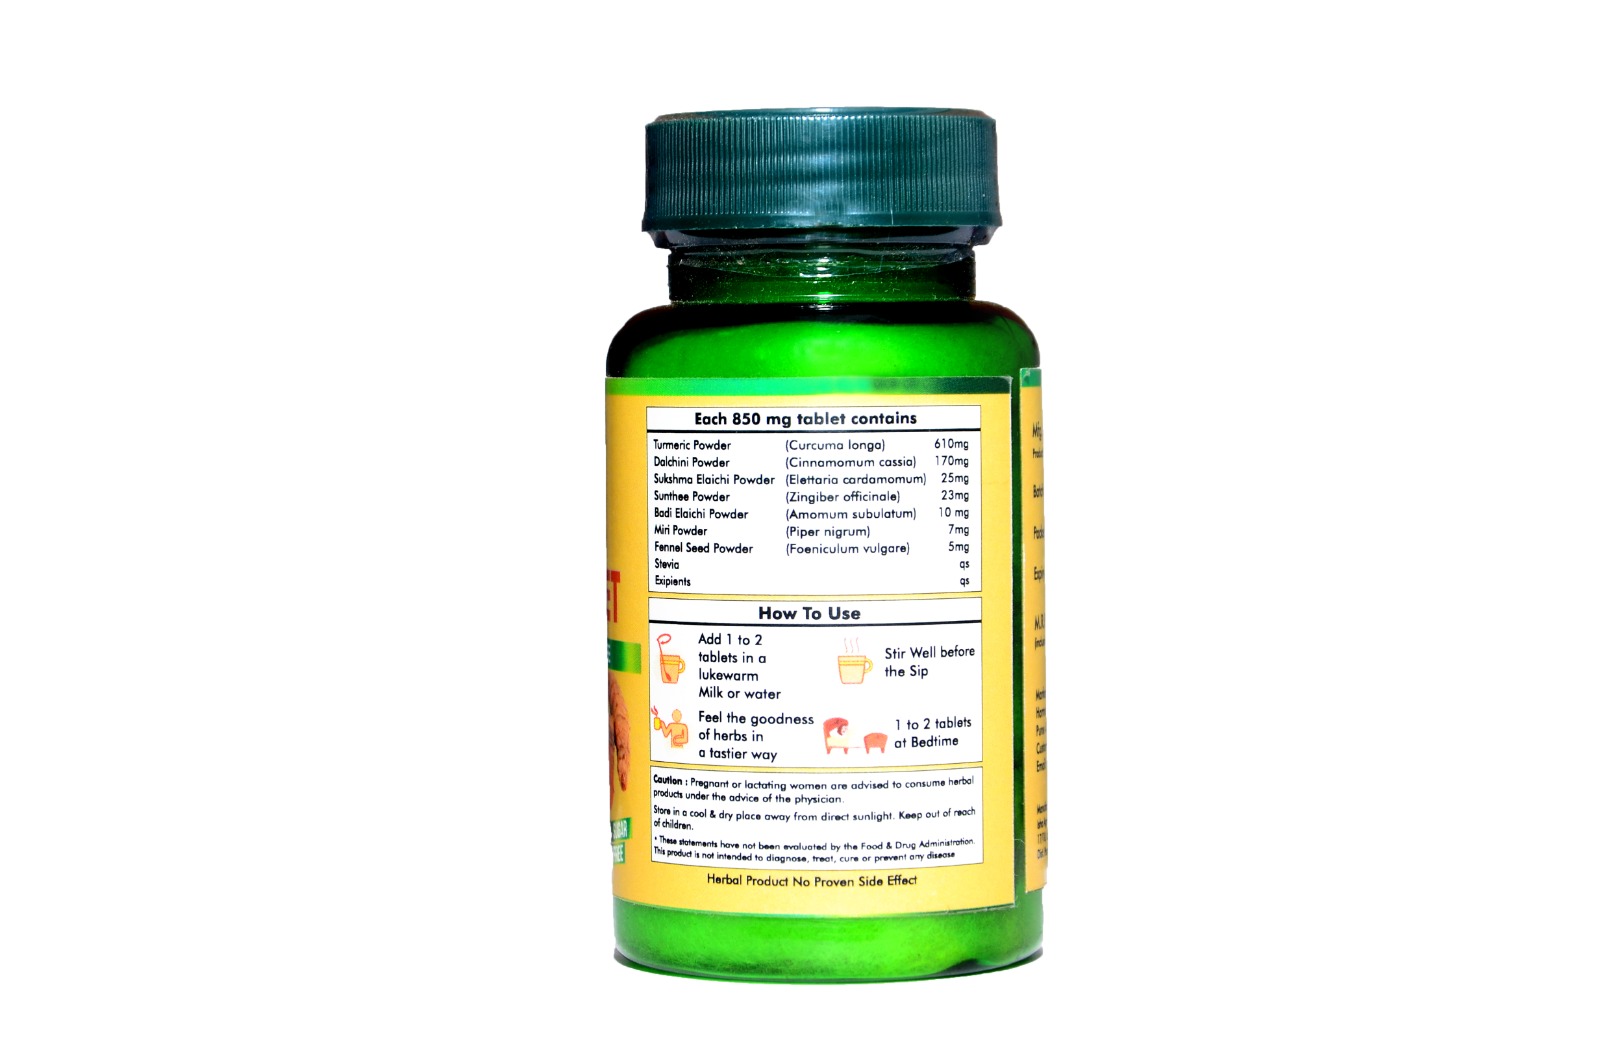 Each 850 mg tablet contains
Turmeric Powder (Curcuma longa) 610mg
Dalchini Powder (Cinnamomum cassia) 170mg
Sukshma Elaichi Powder (Elettaria cardamomum) 25mg
Sunthee Powder (Zingiber officinale) 23mg
Badi Elaichi Powder (Amomum subulatum) 10 mg
Miri Powder (Piper nigrum) 7mg
Fennel Seed Powder (Foeniculum vulgare) 5mg
Stevia qs
Exipients qs
How To Use
Add 1 to 2
tablets in a
lukewarm
Milk or water
Stir Well before
the Sip
Feel the goodness
of herbs in
a tastier way
1 to 2 tablets
at Bedtime
Caution : Pregnant or lactating women are advised to consume herbal
products under the advice of the physician.
Store in a cool & dry place away from direct sunlight. Keep out of reach
of children.
* These statements have not been evaluated by the Food & Drug Administration.
This product is not intended to diagnose, treat, cure or prevent any disease
Herbal Product No Proven Side Effect